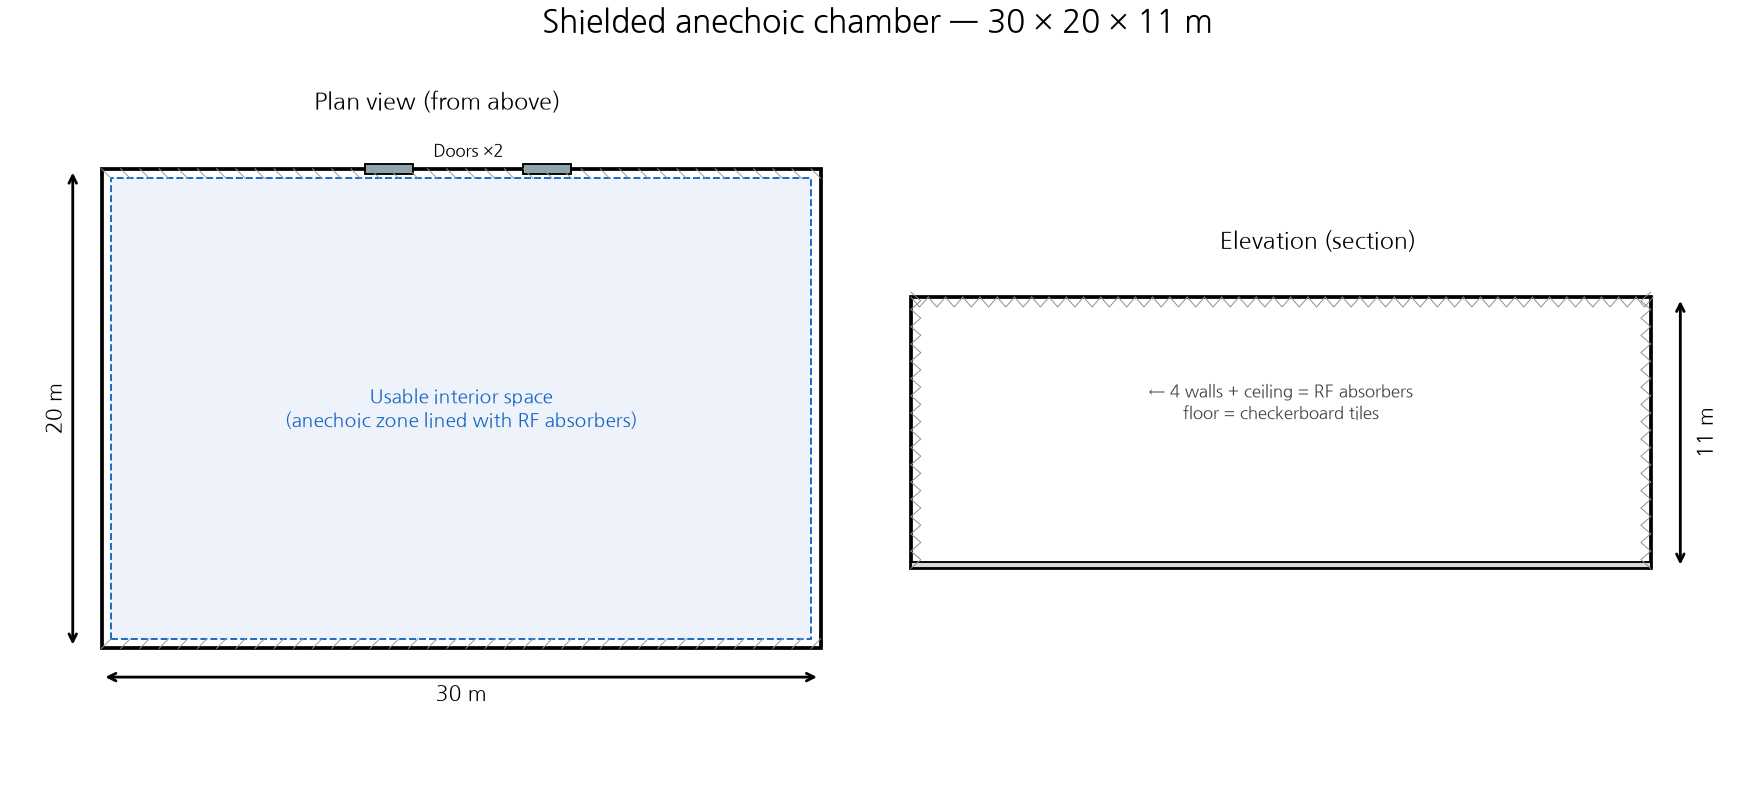 Shielded anechoic chamber — 30 × 20 × 11 m
Plan view (from above)
Doors ×2
20 m
Usable interior space
(anechoic zone lined with RF absorbers)
30 m
Elevation (section)
← 4 walls + ceiling = RF absorbers
floor = checkerboard tiles
11 m